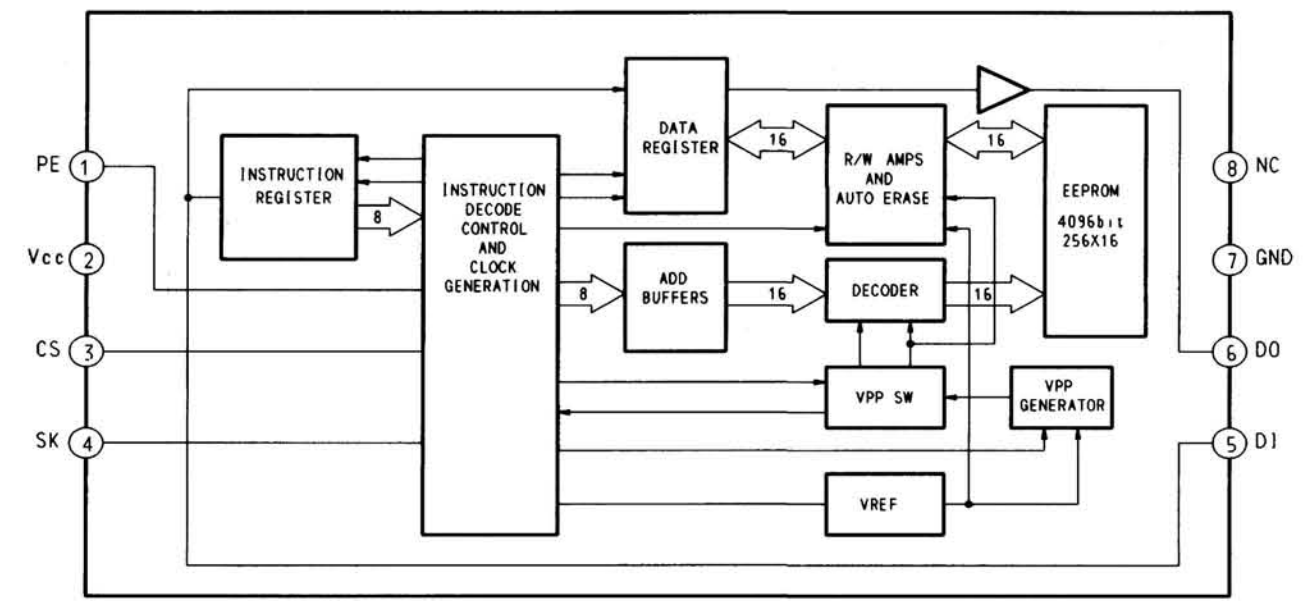 PE
1
Vcc
2
CS
3
SK
4
INSTRUCTION
REGISTER
8
INSTRUCTION
DECODE
CONTROL
AND
CLOCK
GENERATION
DATA
REGISTER
16
R/W AMPS
AND
AUTO ERASE
16
EEPROM
4096bit
256X16
8
ADD
BUFFERS
16
DECODER
16
VPP SW
VPP
GENERATOR
VREF
8
NC
7
GND
6
DO
5
DI